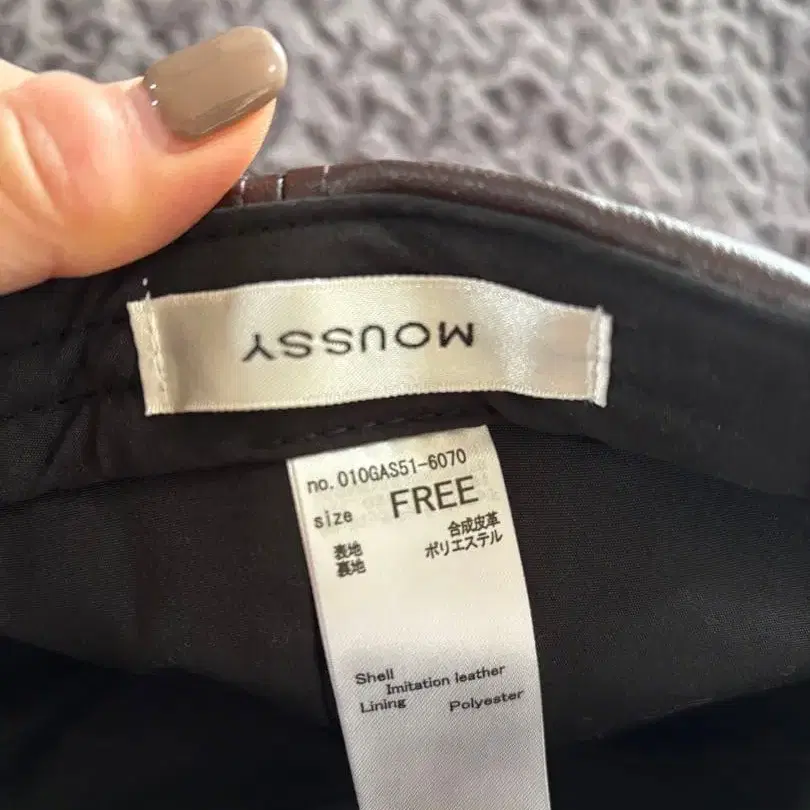 MOUSSY
no.010GAS51-6070
size FREE
表地 合成皮革
裏地 ポリエステル
Shell
Imitation leather
Lining Polyester